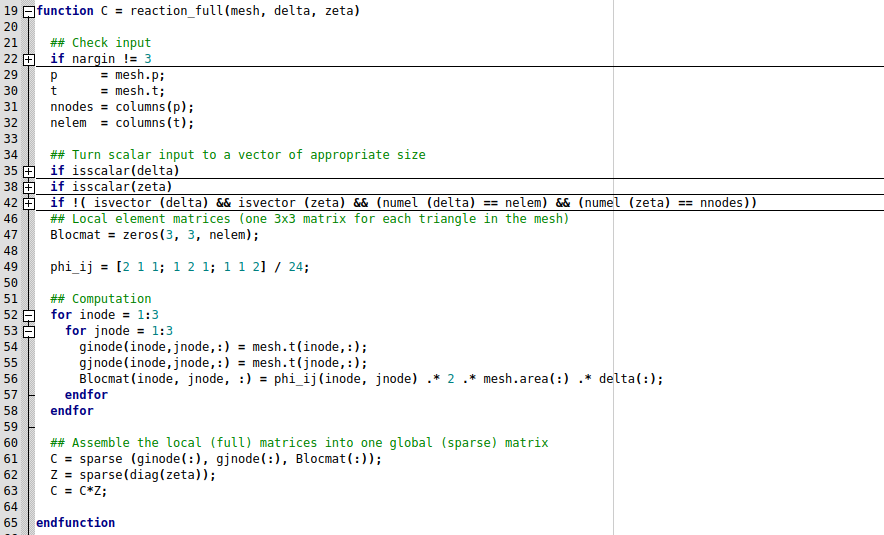 19 function C = reaction_full(mesh, delta, zeta)
20
21   ## Check input
22   if nargin != 3
29   p      = mesh.p;
30   t      = mesh.t;
31   nnodes = columns(p);
32   nelem  = columns(t);
33
34   ## Turn scalar input to a vector of appropriate size
35   if isscalar(delta)
38   if isscalar(zeta)
42   if !( isvector (delta) && isvector (zeta) && (numel (delta) == nelem) && (numel (zeta) == nnodes))
46   ## Local element matrices (one 3x3 matrix for each triangle in the mesh)
47   Blocmat = zeros(3, 3, nelem);
48
49   phi_ij = [2 1 1; 1 2 1; 1 1 2] / 24;
50
51   ## Computation
52   for inode = 1:3
53     for jnode = 1:3
54       ginode(inode,jnode,:) = mesh.t(inode,:);
55       gjnode(inode,jnode,:) = mesh.t(jnode,:);
56       Blocmat(inode, jnode, :) = phi_ij(inode, jnode) .* 2 .* mesh.area(:) .* delta(:);
57     endfor
58   endfor
59
60   ## Assemble the local (full) matrices into one global (sparse) matrix
61   C = sparse (ginode(:), gjnode(:), Blocmat(:));
62   Z = sparse(diag(zeta));
63   C = C*Z;
64
65 endfunction